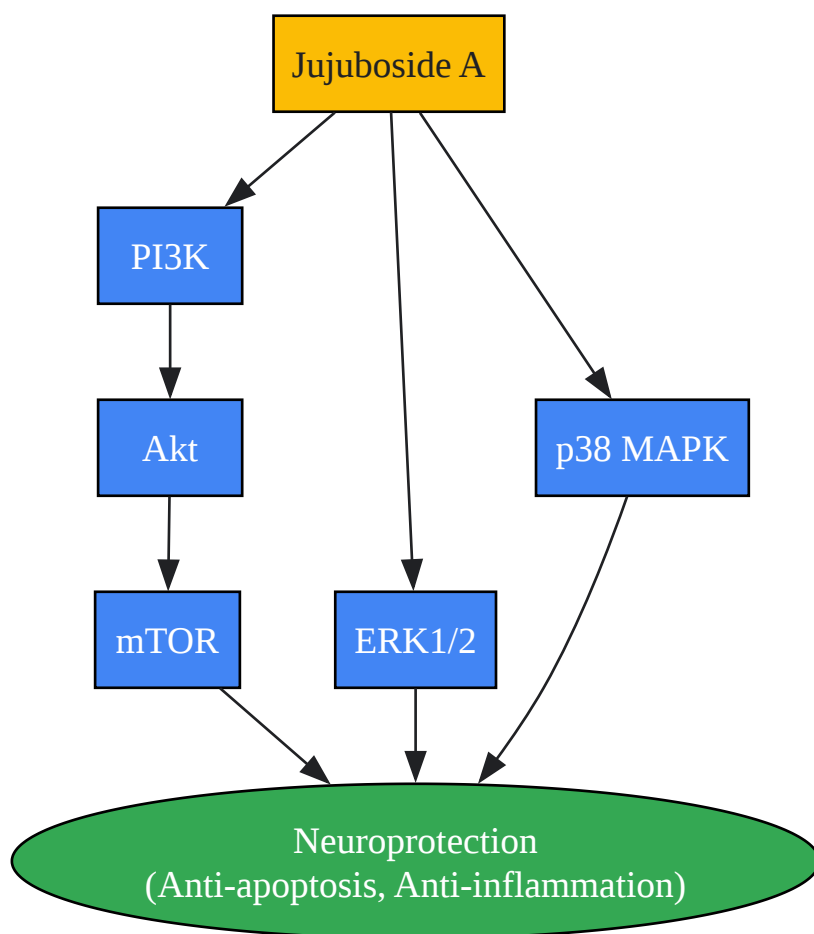 Jujuboside A
PI3K
Akt
p38 MAPK
mTOR
ERK1/2
Neuroprotection
(Anti-apoptosis, Anti-inflammation)